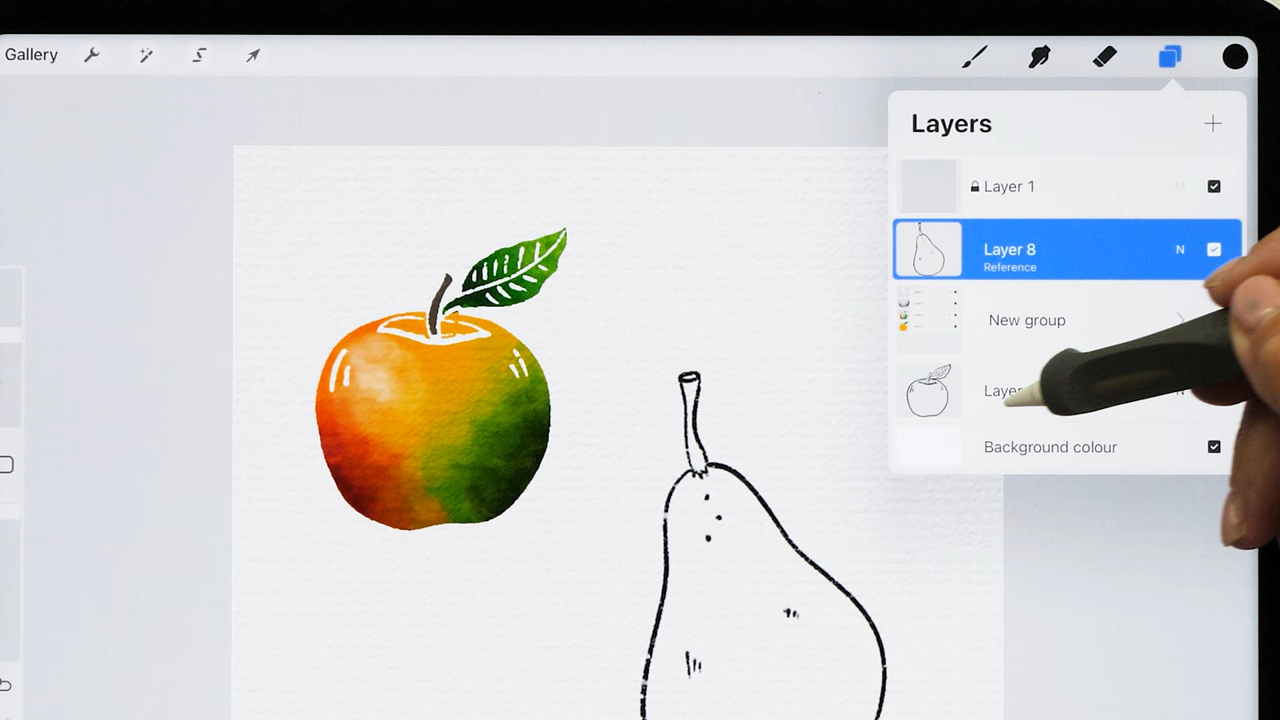 Gallery
Layers
Layer 1
M
Layer 8
N
Reference
New group
Background colour